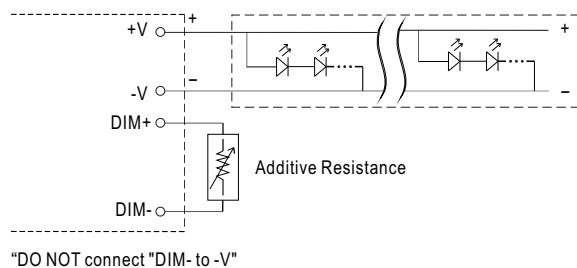 +V
+
+
-V
–
–
DIM+
Additive Resistance
DIM-
“DO NOT connect "DIM- to -V"